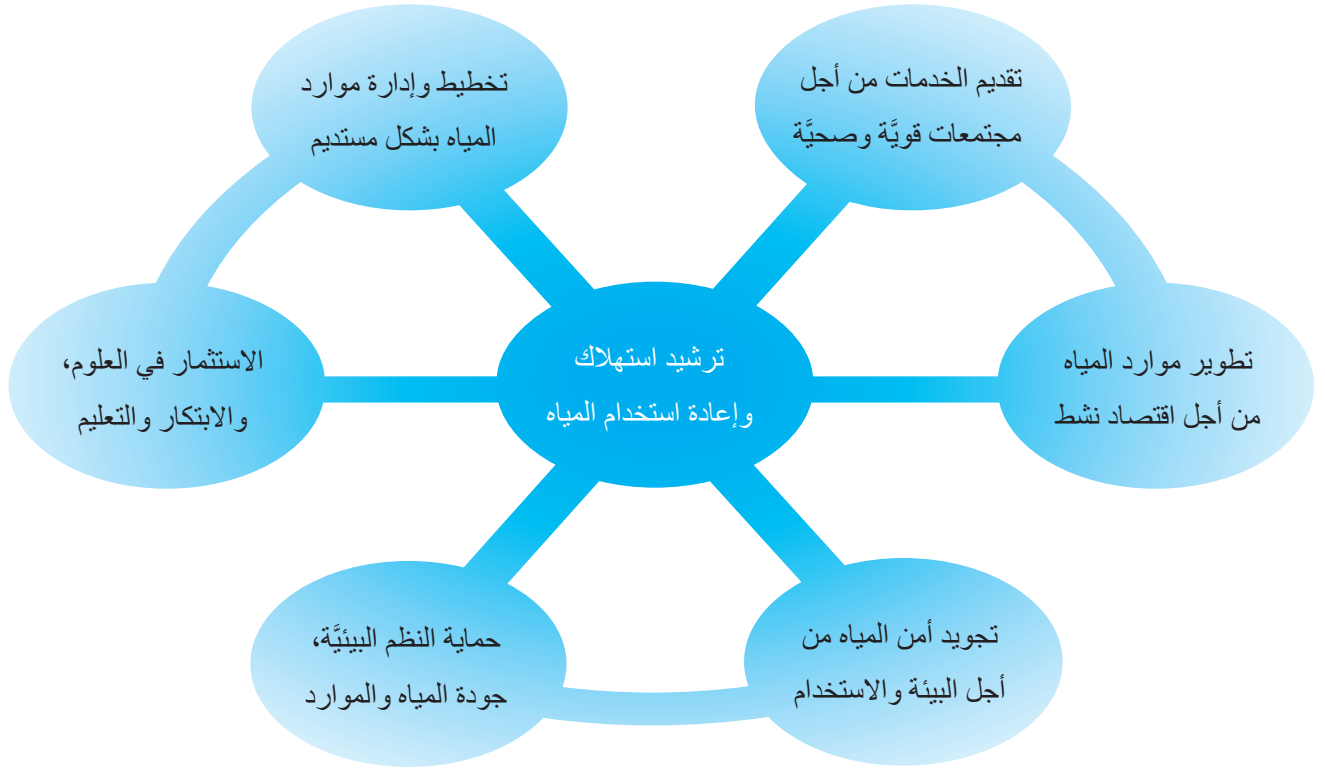 تقديم الخدمات من أجل
مجتمعات قويَّة وصحيَّة
تخطيط وإدارة موارد
المياه بشكل مستديم
تطوير موارد المياه
من أجل اقتصاد نشط
ترشيد استهلاك
وإعادة استخدام المياه
الاستثمار في العلوم،
والابتكار والتعليم
تجويد أمن المياه من
أجل البيئة والاستخدام
حماية النظم البيئيَّة،
جودة المياه والموارد